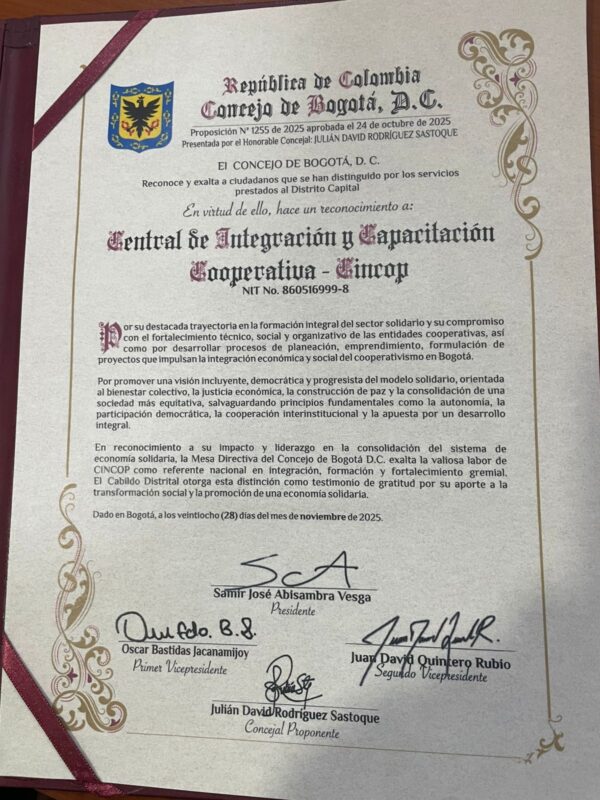 República de Colombia
Concejo de Bogotá, D.C.
Proposición N° 1255 de 2025 aprobada el 24 de octubre de 2025
Presentada por el Honorable Concejal: JULIÁN DAVID RODRÍGUEZ SASTOQUE
El CONCEJO DE BOGOTÁ, D. C.
Reconoce y exalta a ciudadanos que se han distinguido por los servicios
prestados al Distrito Capital
En virtud de ello, hace un reconocimiento a:
Central de Integración y Capacitación
Cooperativa - Cincop
NIT No. 860516999-8
Por su destacada trayectoria en la formación integral del sector solidario y su compromiso
con el fortalecimiento técnico, social y organizativo de las entidades cooperativas, así
como por desarrollar procesos de planeación, emprendimiento, formulación de
proyectos que impulsan la integración económica y social del cooperativismo en Bogotá.
Por promover una visión incluyente, democrática y progresista del modelo solidario, orientada
al bienestar colectivo, la justicia económica, la construcción de paz y la consolidación de una
sociedad más equitativa, salvaguardando principios fundamentales como la autonomía, la
participación democrática, la cooperación interinstitucional y la apuesta por un desarrollo
integral.
En reconocimiento a su impacto y liderazgo en la consolidación del sistema de
economía solidaria, la Mesa Directiva del Concejo de Bogotá D.C. exalta la valiosa labor de
CINCOP como referente nacional en integración, formación y fortalecimiento gremial.
El Cabildo Distrital otorga esta distinción como testimonio de gratitud por su aporte a la
transformación social y la promoción de una economía solidaria.
Dado en Bogotá, a los veintiocho (28) días del mes de noviembre de 2025.
Samir José Abisambra Vesga
Presidente
Oscar Bastidas Jacanamijoy
Primer Vicepresidente
Juan David Quintero Rubio
Segundo Vicepresidente
Julián David Rodríguez Sastoque
Concejal Proponente